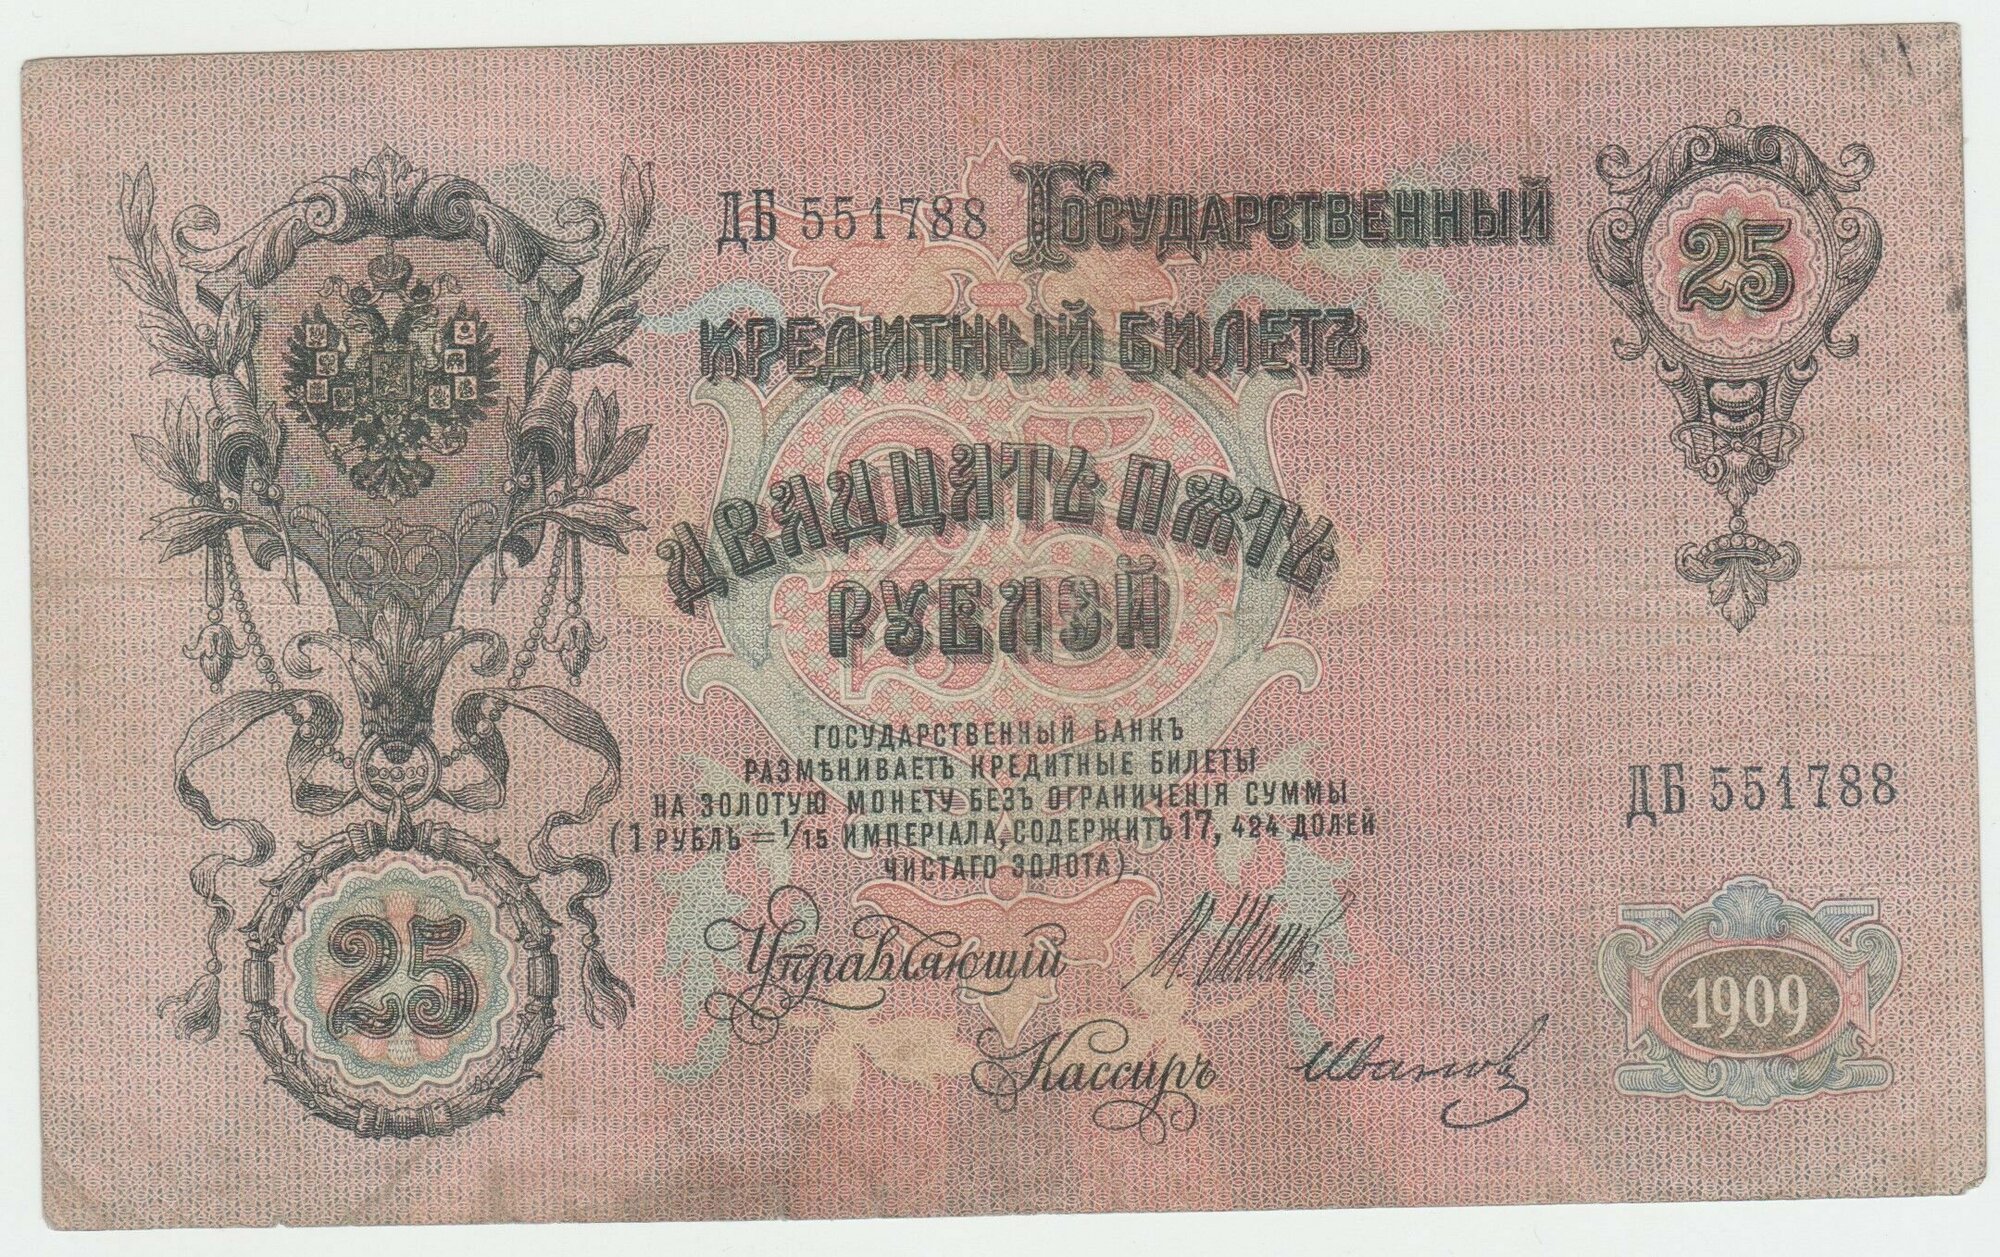 ДБ 551788 Государственный
25
Кредитный Билетъ
Двадцать пять
рублей
Государственный Банкъ
размѣниваетъ кредитные билеты
на золотую монету безъ ограниченія суммы
(1 рубль = 1/15 имперіала, содержитъ 17,424 долей
чистаго золота).
ДБ 551788
25
Управляющій
1909
Кассиръ Иванов